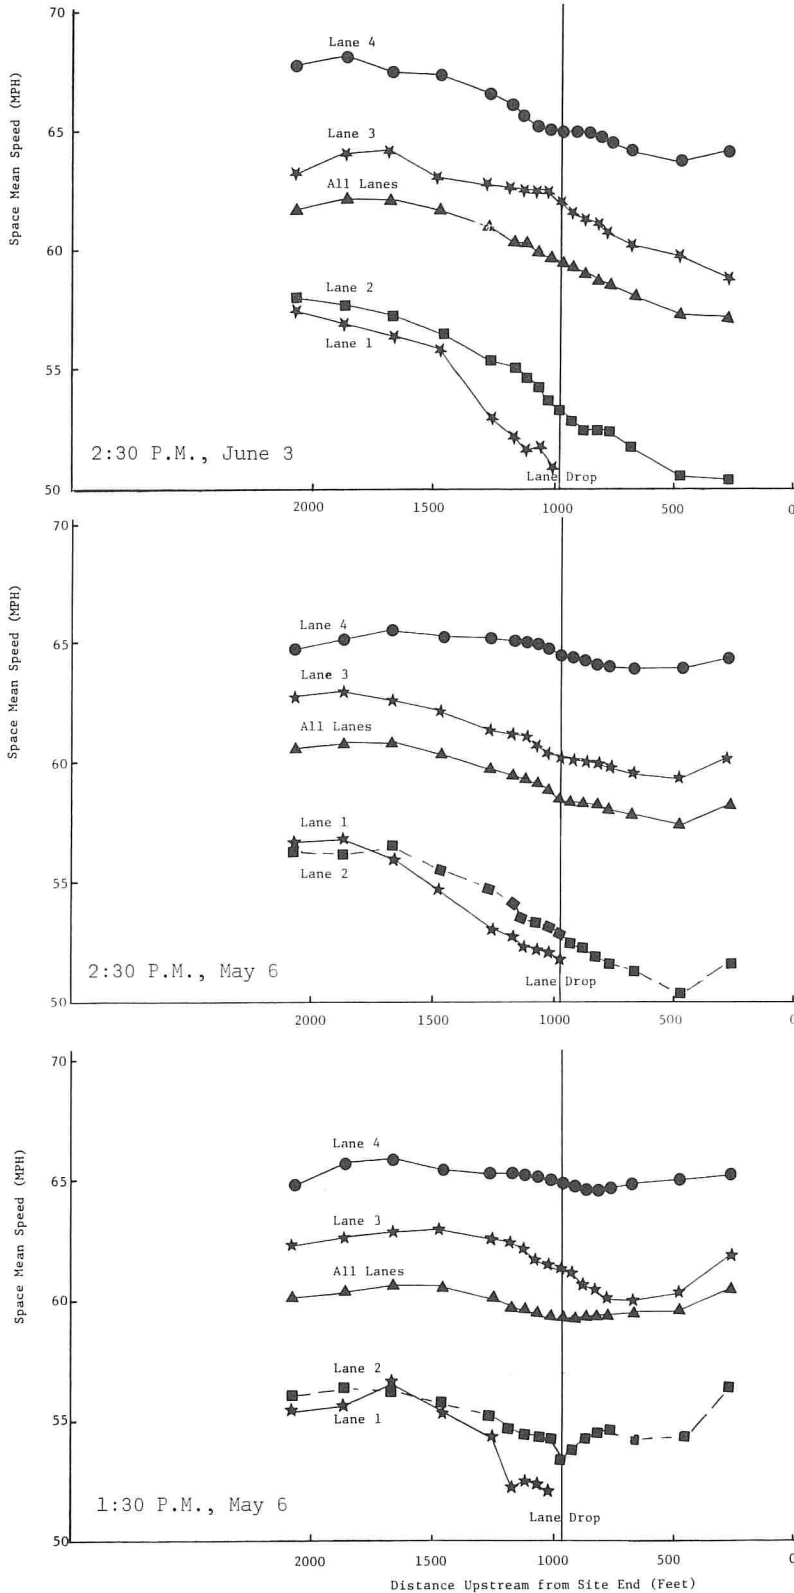 70
Lane 4
65
Lane 3
All Lanes
60
Lane 2
Lane 1
55
50
Space Mean Speed (MPH)
2:30 P.M., June 3
Lane Drop
2000 1500 1000 500 0
70
Lane 4
65
Lane 3
All Lanes
60
Lane 1
55
Lane 2
50
Space Mean Speed (MPH)
2:30 P.M., May 6
Lane Drop
2000 1500 1000 500 0
70
Lane 4
65
Lane 3
All Lanes
60
Lane 2
55
Lane 1
50
Space Mean Speed (MPH)
1:30 P.M., May 6
Lane Drop
2000 1500 1000 500 0
Distance Upstream from Site End (Feet)